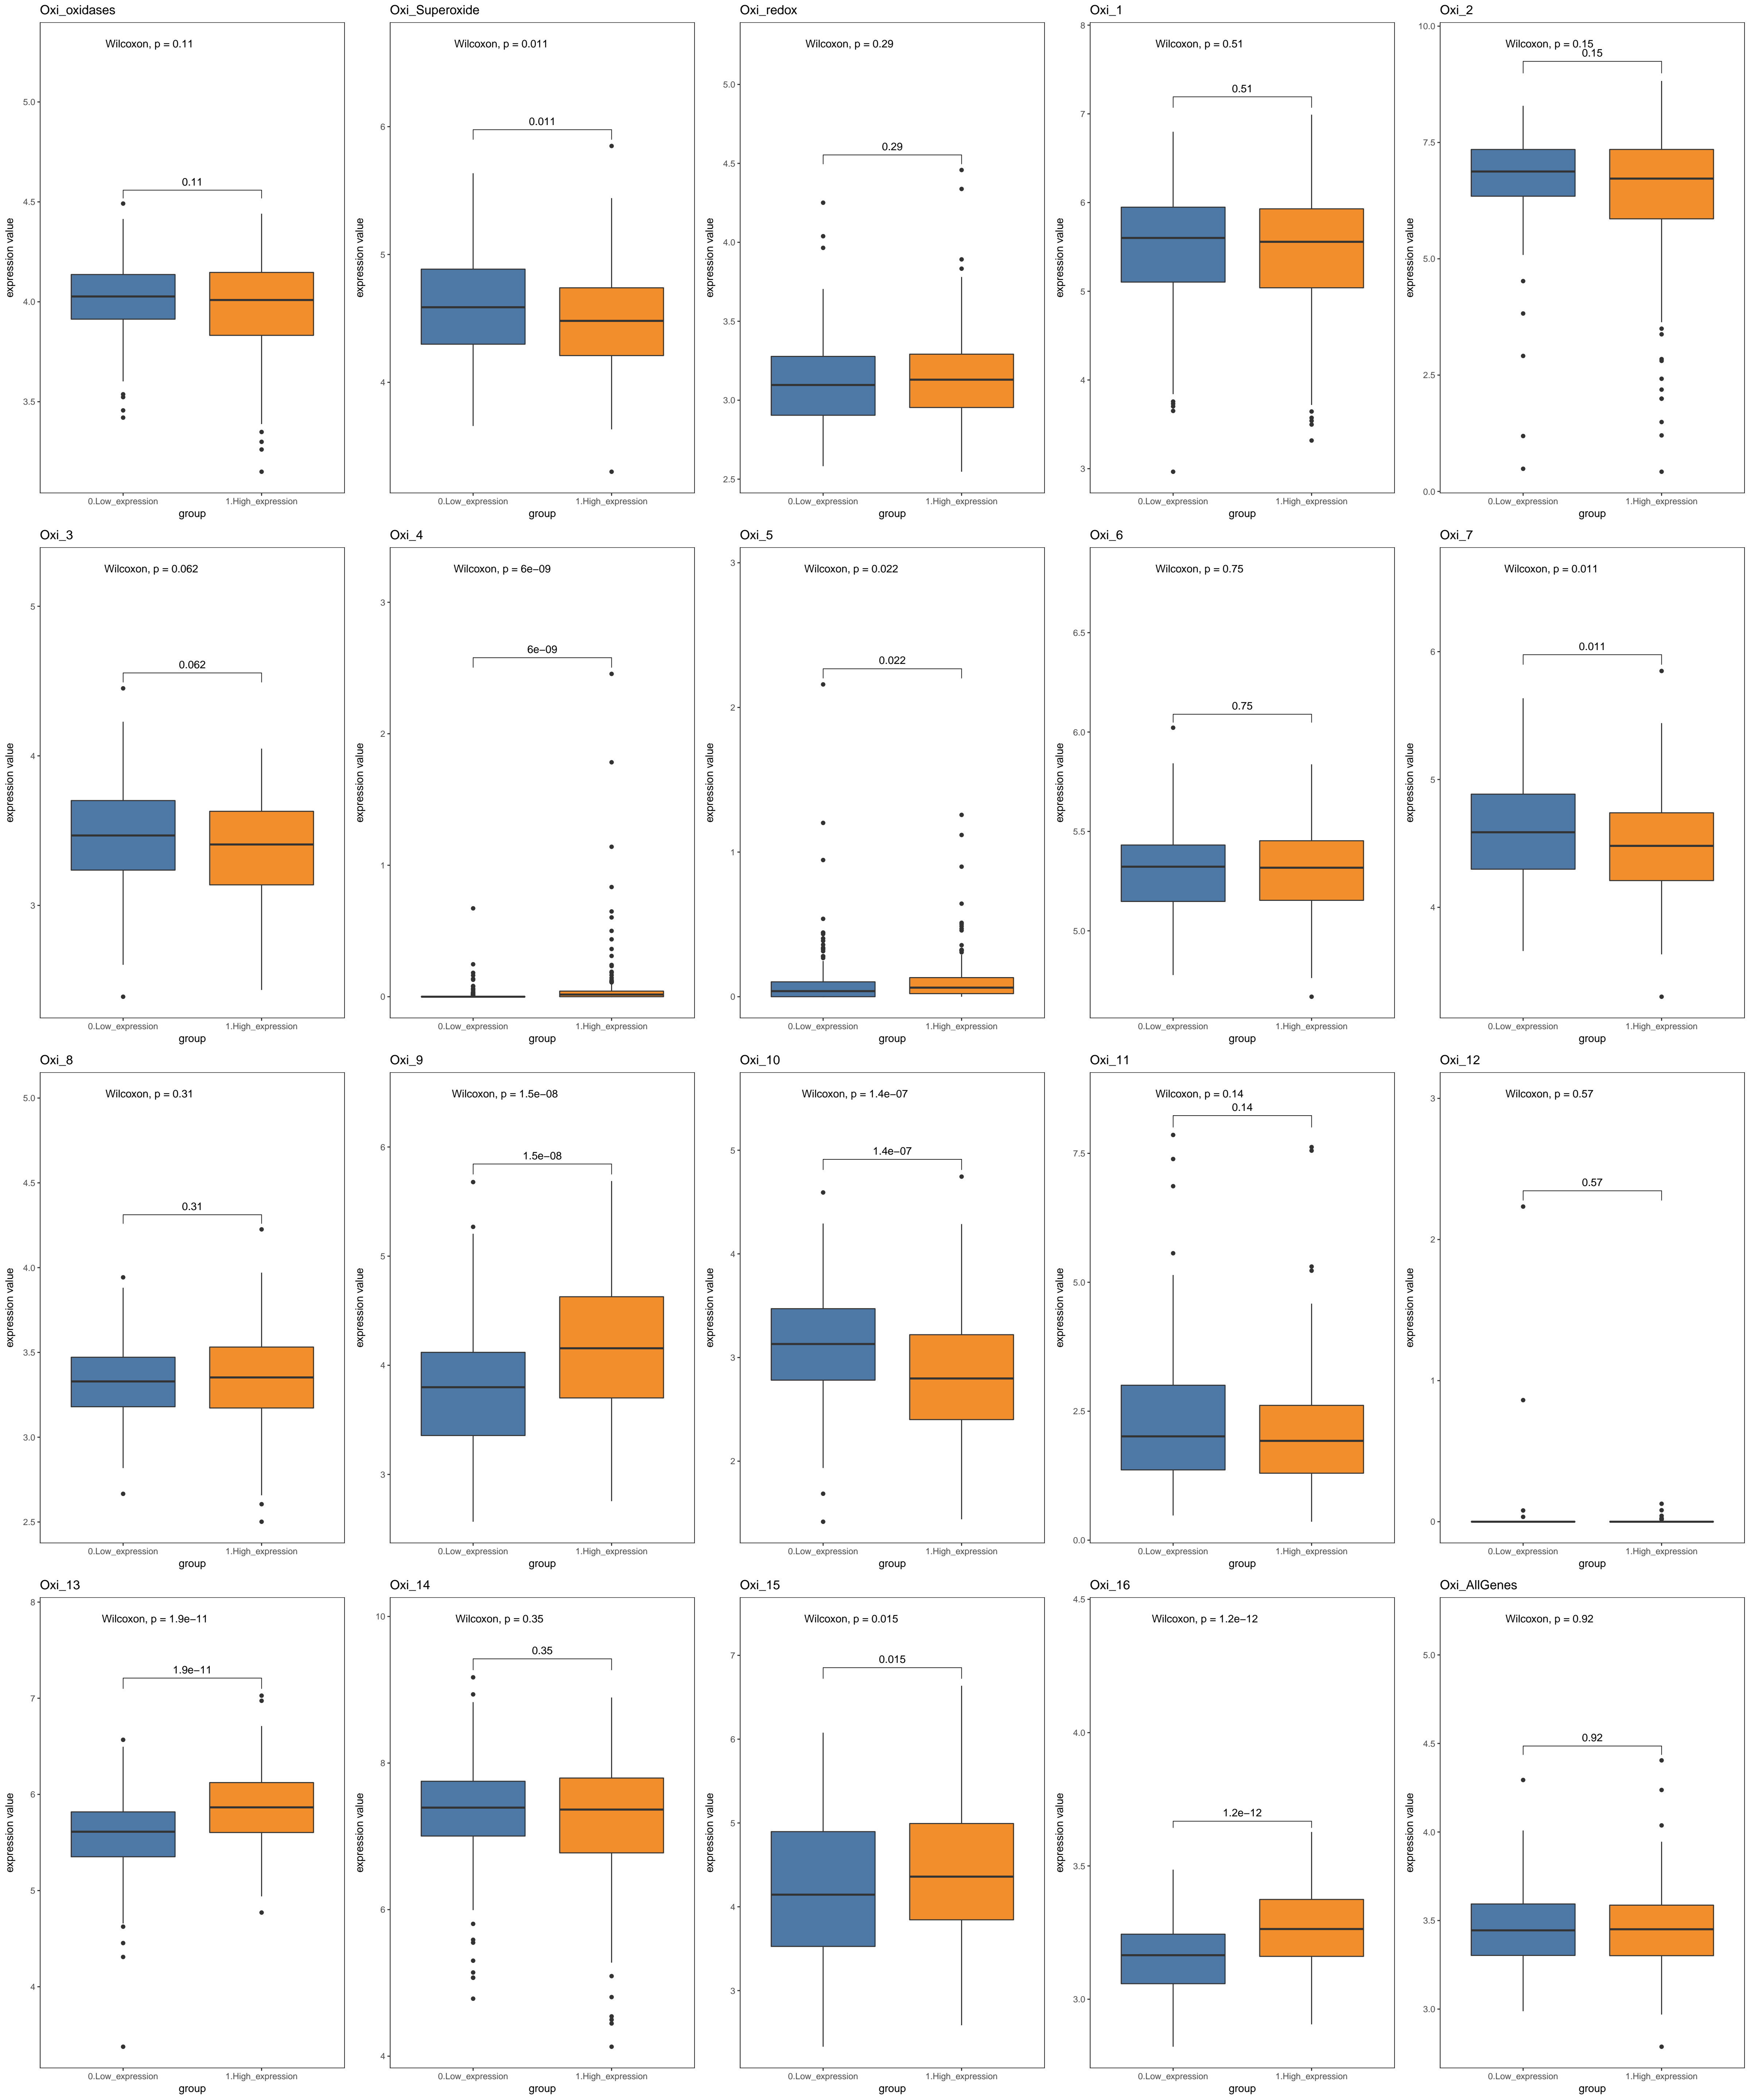 Oxi_oxidases
Wilcoxon, p = 0.11
0.11
5.0
4.5
4.0
3.5
expression value
0.Low_expression 1.High_expression
group
Oxi_Superoxide
Wilcoxon, p = 0.011
0.011
6
5
4
expression value
0.Low_expression 1.High_expression
group
Oxi_redox
Wilcoxon, p = 0.29
0.29
5.0
4.5
4.0
3.5
3.0
2.5
expression value
0.Low_expression 1.High_expression
group
Oxi_1
Wilcoxon, p = 0.51
0.51
8
7
6
5
4
3
expression value
0.Low_expression 1.High_expression
group
Oxi_2
Wilcoxon, p = 0.15
0.15
10.0
7.5
5.0
2.5
0.0
expression value
0.Low_expression 1.High_expression
group
Oxi_3
Wilcoxon, p = 0.062
0.062
5
4
3
expression value
0.Low_expression 1.High_expression
group
Oxi_4
Wilcoxon, p = 6e−09
6e−09
3
2
1
0
expression value
0.Low_expression 1.High_expression
group
Oxi_5
Wilcoxon, p = 0.022
0.022
3
2
1
0
expression value
0.Low_expression 1.High_expression
group
Oxi_6
Wilcoxon, p = 0.75
0.75
6.5
6.0
5.5
5.0
expression value
0.Low_expression 1.High_expression
group
Oxi_7
Wilcoxon, p = 0.011
0.011
6
5
4
expression value
0.Low_expression 1.High_expression
group
Oxi_8
Wilcoxon, p = 0.31
0.31
5.0
4.5
4.0
3.5
3.0
2.5
expression value
0.Low_expression 1.High_expression
group
Oxi_9
Wilcoxon, p = 1.5e−08
1.5e−08
6
5
4
3
expression value
0.Low_expression 1.High_expression
group
Oxi_10
Wilcoxon, p = 1.4e−07
1.4e−07
5
4
3
2
expression value
0.Low_expression 1.High_expression
group
Oxi_11
Wilcoxon, p = 0.14
0.14
7.5
5.0
2.5
0.0
expression value
0.Low_expression 1.High_expression
group
Oxi_12
Wilcoxon, p = 0.57
0.57
3
2
1
0
expression value
0.Low_expression 1.High_expression
group
Oxi_13
Wilcoxon, p = 1.9e−11
1.9e−11
8
7
6
5
4
expression value
0.Low_expression 1.High_expression
group
Oxi_14
Wilcoxon, p = 0.35
0.35
10
8
6
4
expression value
0.Low_expression 1.High_expression
group
Oxi_15
Wilcoxon, p = 0.015
0.015
7
6
5
4
3
expression value
0.Low_expression 1.High_expression
group
Oxi_16
Wilcoxon, p = 1.2e−12
1.2e−12
4.5
4.0
3.5
3.0
expression value
0.Low_expression 1.High_expression
group
Oxi_AllGenes
Wilcoxon, p = 0.92
0.92
5.0
4.5
4.0
3.5
3.0
expression value
0.Low_expression 1.High_expression
group